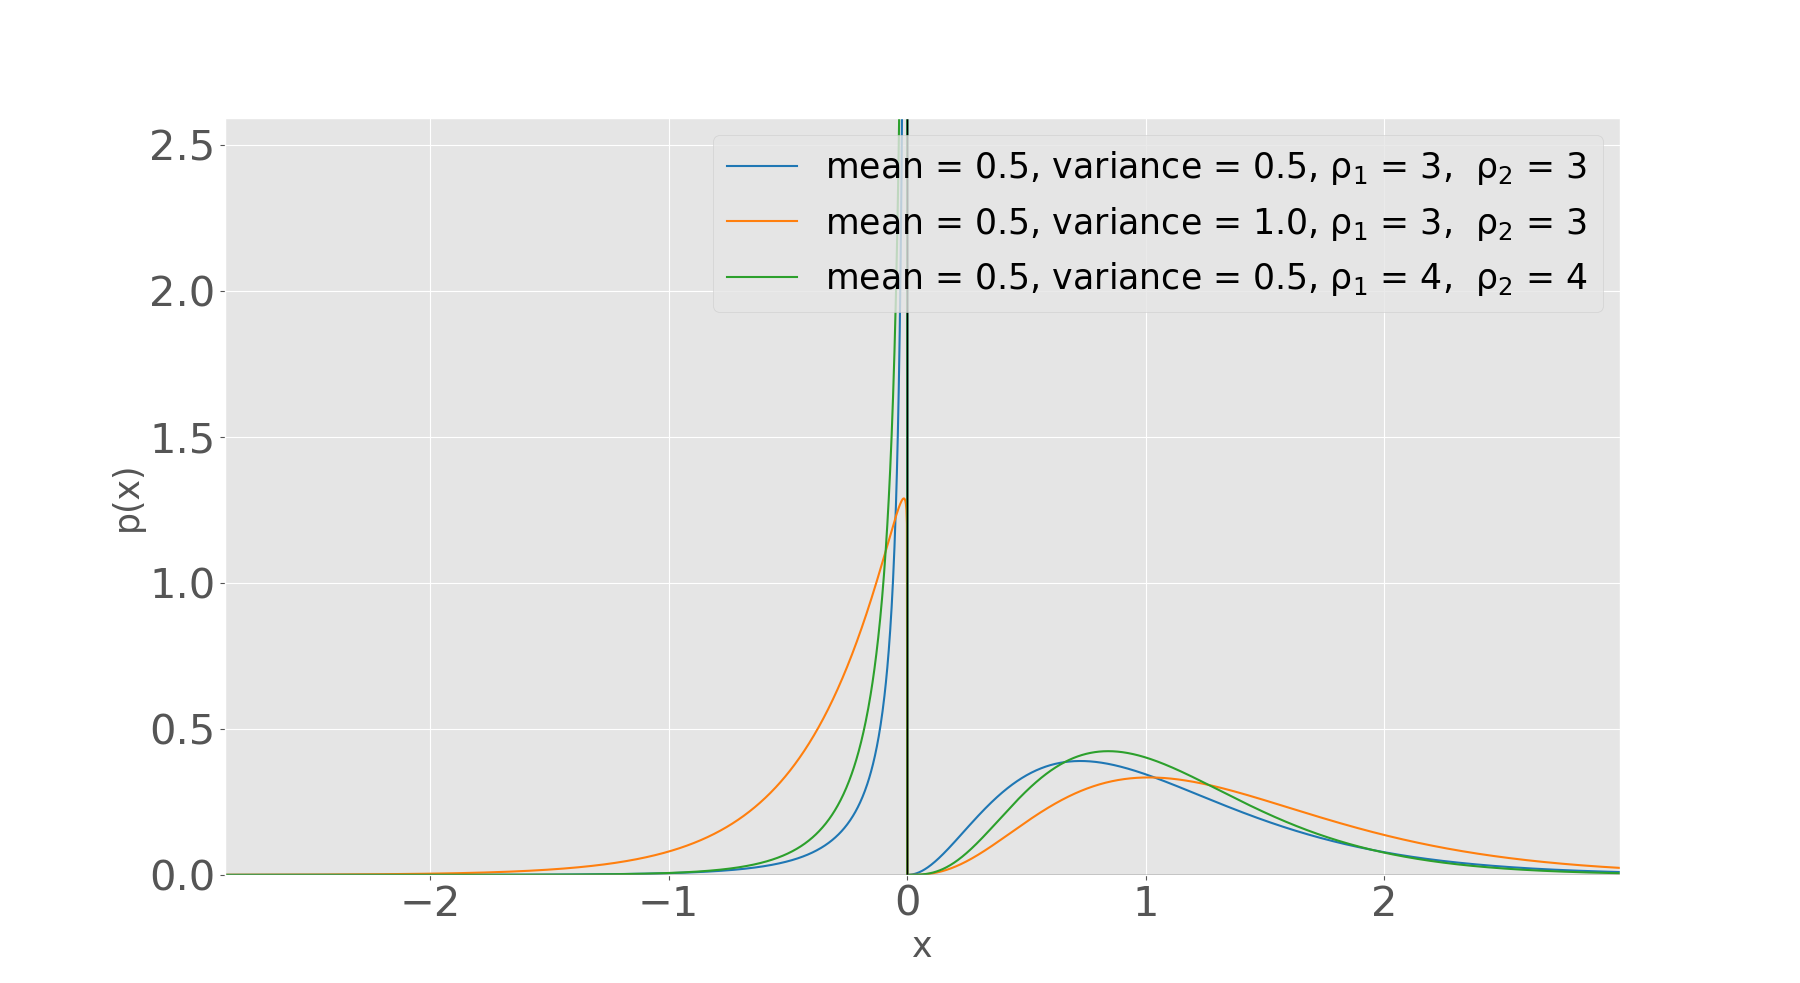 mean = 0.5, variance = 0.5, ρ₁ = 3,  ρ₂ = 3
mean = 0.5, variance = 1.0, ρ₁ = 3,  ρ₂ = 3
mean = 0.5, variance = 0.5, ρ₁ = 4,  ρ₂ = 4
2.5
2.0
1.5
1.0
0.5
0.0
p(x)
−2 −1 0 1 2
x